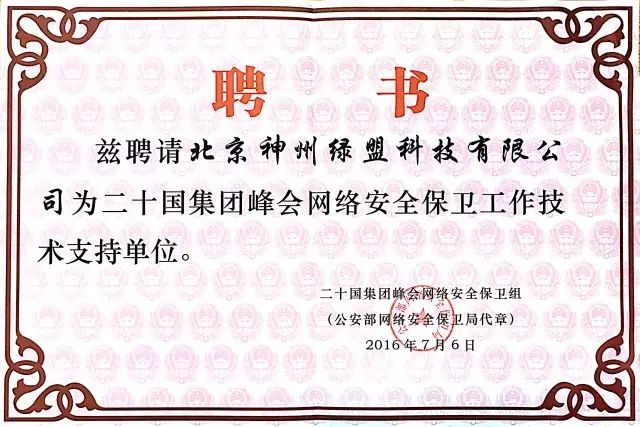 聘 书
兹聘请北京神州绿盟科技有限公
司为二十国集团峰会网络安全保卫工作技
术支持单位。
二十国集团峰会网络安全保卫组
（公安部网络安全保卫局代章）
2016年7月6日